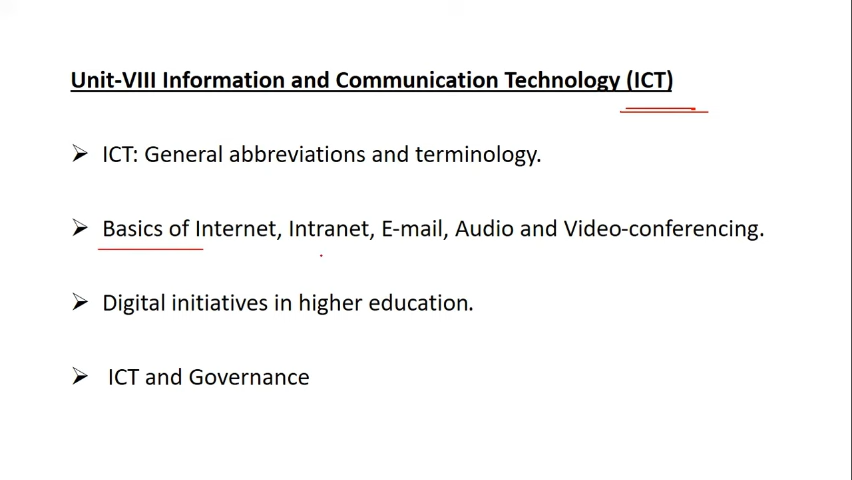 Unit-VIII Information and Communication Technology (ICT)
➢ ICT: General abbreviations and terminology.
➢ Basics of Internet, Intranet, E-mail, Audio and Video-conferencing.
➢ Digital initiatives in higher education.
➢ ICT and Governance